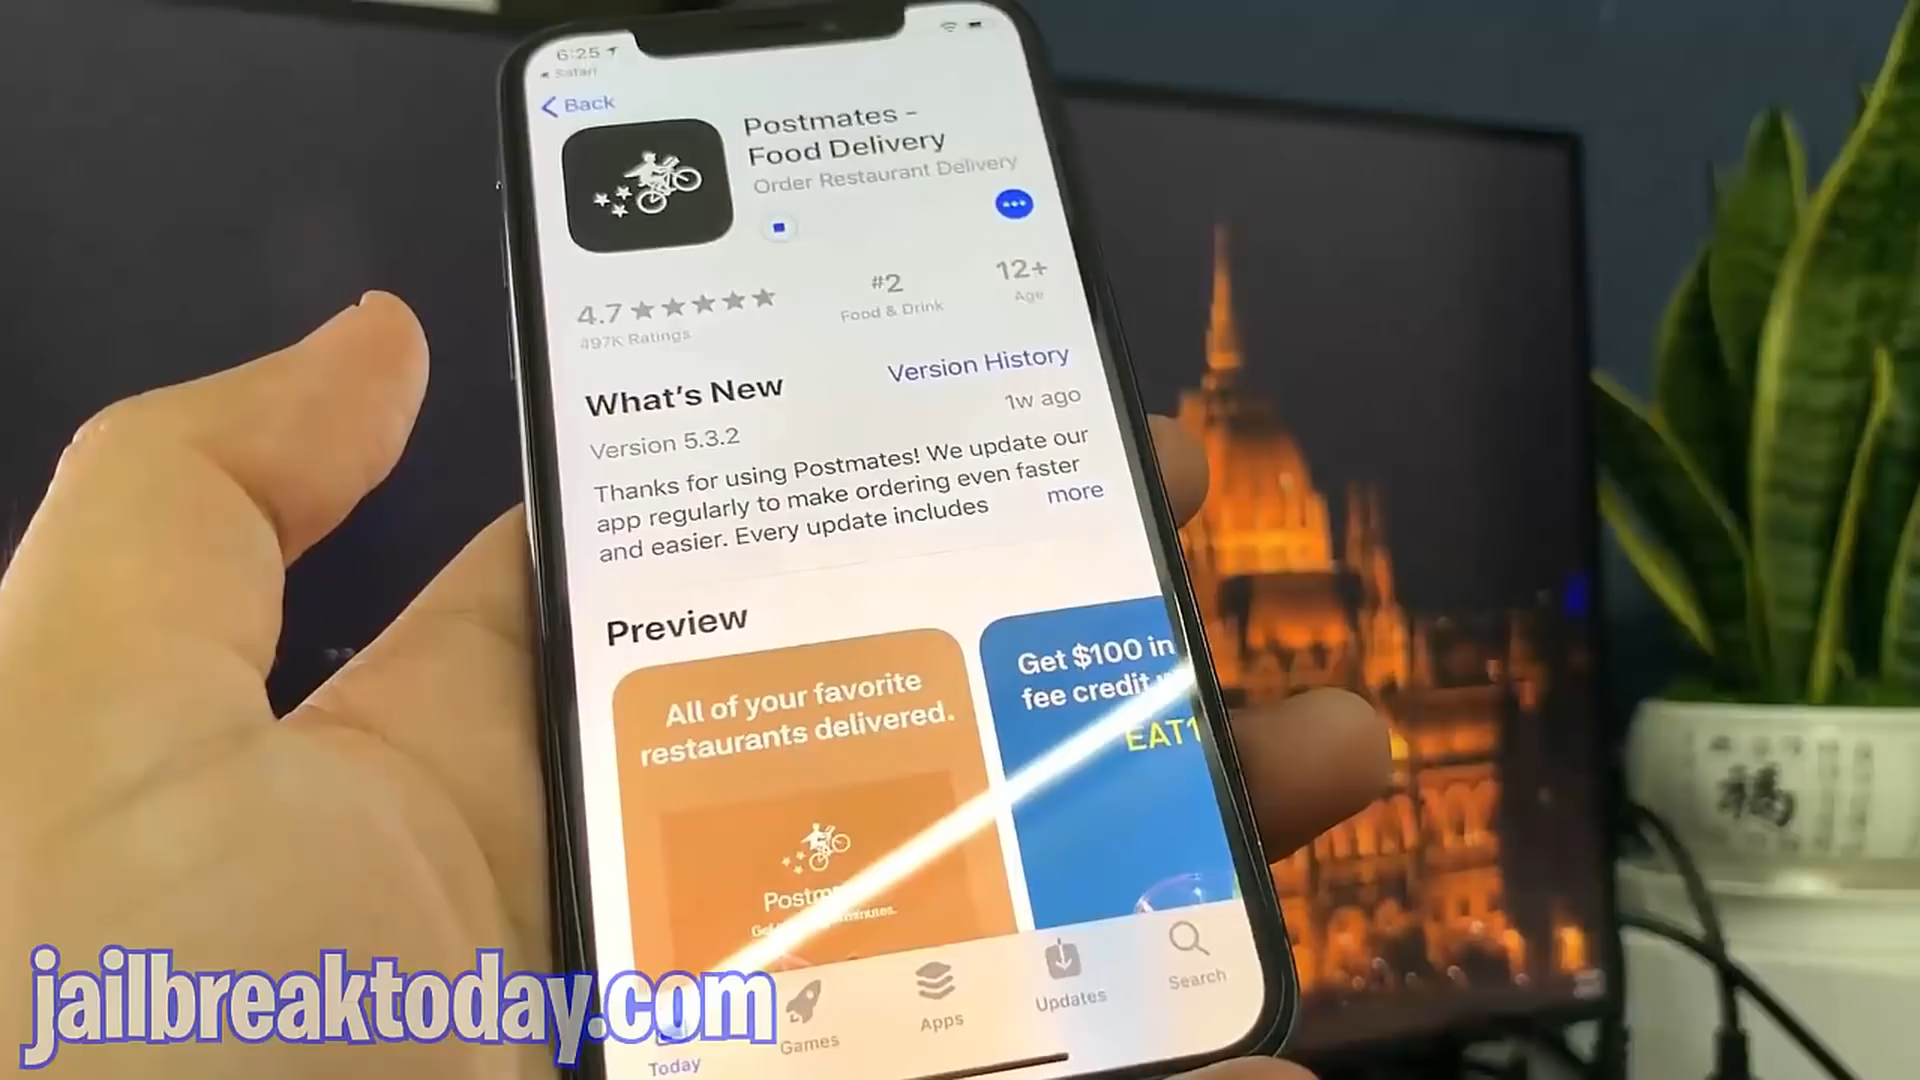 6:25
Safari
Back
Postmates -
Food Delivery
Order Restaurant Delivery
4.7
#2
12+
497K Ratings
Food & Drink
Age
What's New
Version History
1w ago
Version 5.3.2
Thanks for using Postmates! We update our
app regularly to make ordering even faster
and easier. Every update includes
more
Preview
All of your favorite
restaurants delivered.
Get $100 in
fee credit
EAT1
福
jailbreaktoday.com
Today
Games
Apps
Updates
Search